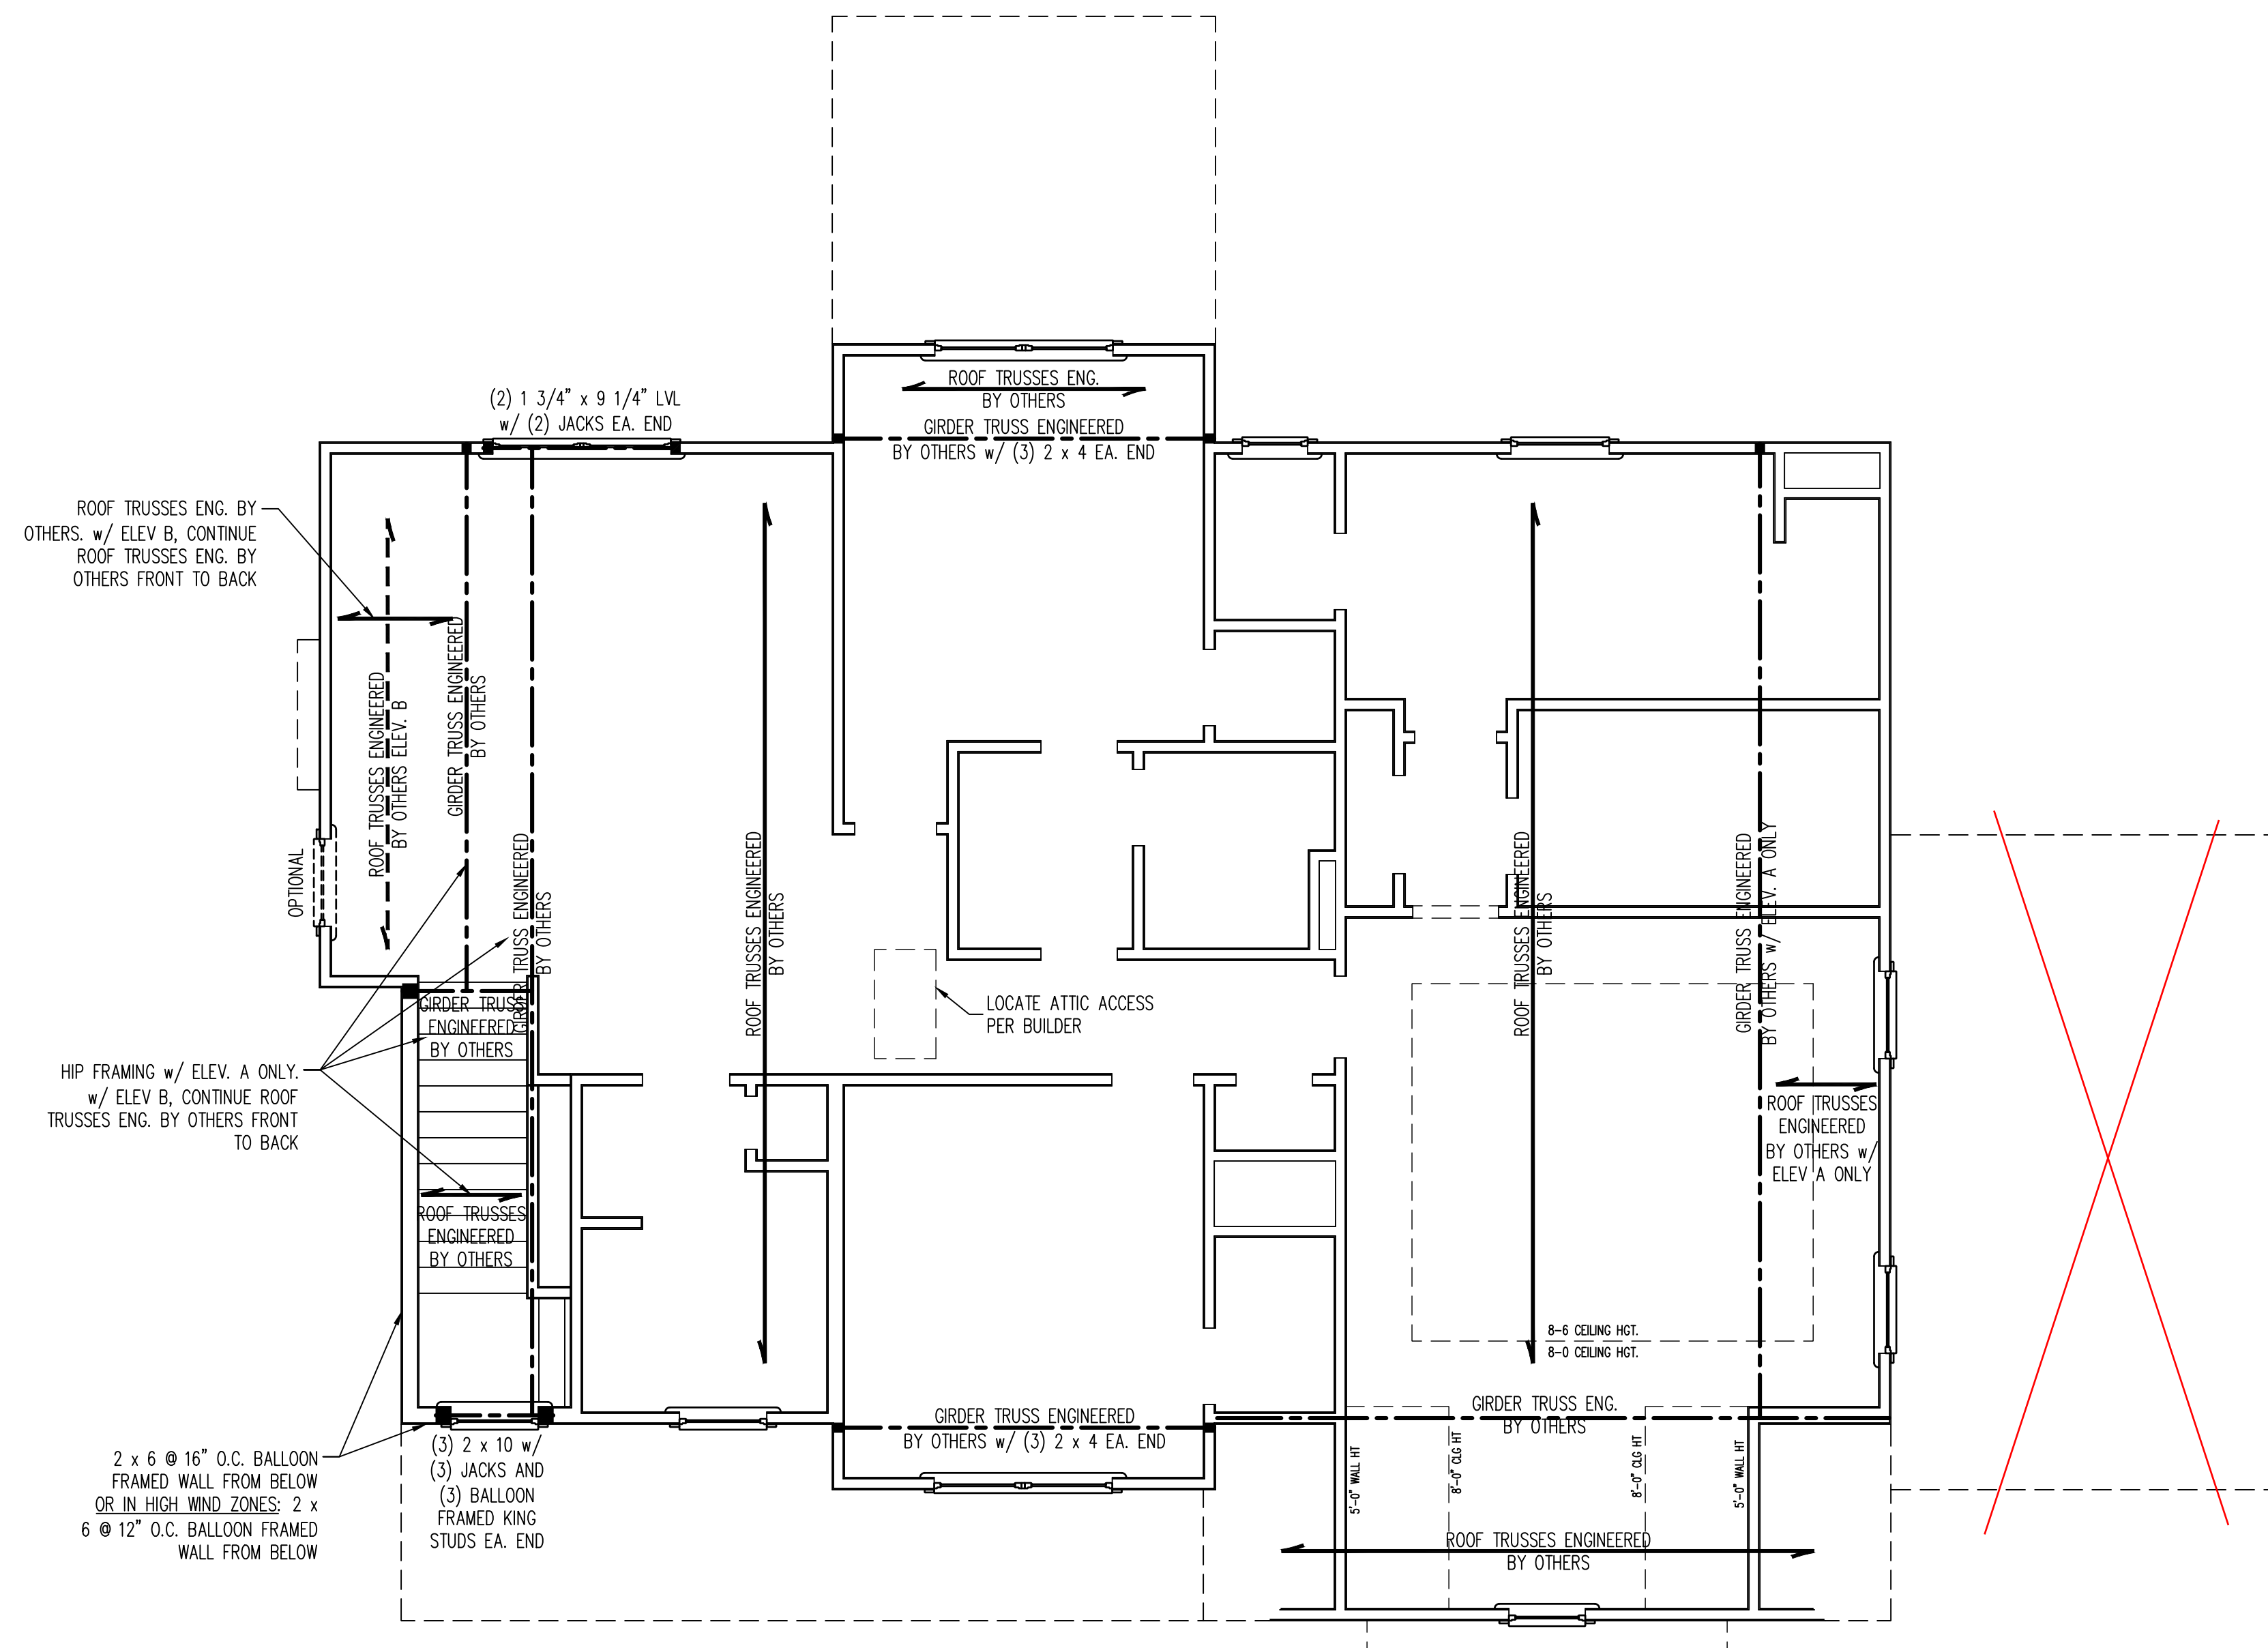 ROOF TRUSSES ENG.
BY OTHERS
GIRDER TRUSS ENGINEERED
BY OTHERS w/ (3) 2 x 4 EA. END
(2) 1 3/4" x 9 1/4" LVL
w/ (2) JACKS EA. END
ROOF TRUSSES ENG. BY
OTHERS. w/ ELEV B, CONTINUE
ROOF TRUSSES ENG. BY
OTHERS FRONT TO BACK
ROOF TRUSSES ENGINEERED
BY OTHERS ELEV. B
GIRDER TRUSS ENGINEERED
BY OTHERS
OPTIONAL
GIRDER TRUSS ENGINEERED
BY OTHERS
ROOF TRUSSES ENGINEERED
BY OTHERS
ROOF TRUSSES ENGINEERED
BY OTHERS
GIRDER TRUSS ENGINEERED
BY OTHERS w/ ELEV. A ONLY
GIRDER TRUSS
ENGINEERED
BY OTHERS
LOCATE ATTIC ACCESS
PER BUILDER
HIP FRAMING w/ ELEV. A ONLY.
w/ ELEV B, CONTINUE ROOF
TRUSSES ENG. BY OTHERS FRONT
TO BACK
ROOF TRUSSES
ENGINEERED
BY OTHERS w/
ELEV A ONLY
ROOF TRUSSES
ENGINEERED
BY OTHERS
8-6 CEILING HGT.
8-0 CEILING HGT.
GIRDER TRUSS ENGINEERED
BY OTHERS w/ (3) 2 x 4 EA. END
GIRDER TRUSS ENG.
BY OTHERS
5'-0" WALL HT
8'-0" CLG HT
8'-0" CLG HT
5'-0" WALL HT
2 x 6 @ 16" O.C. BALLOON
FRAMED WALL FROM BELOW
OR IN HIGH WIND ZONES: 2 x
6 @ 12" O.C. BALLOON FRAMED
WALL FROM BELOW
(3) 2 x 10 w/
(3) JACKS AND
(3) BALLOON
FRAMED KING
STUDS EA. END
ROOF TRUSSES ENGINEERED
BY OTHERS